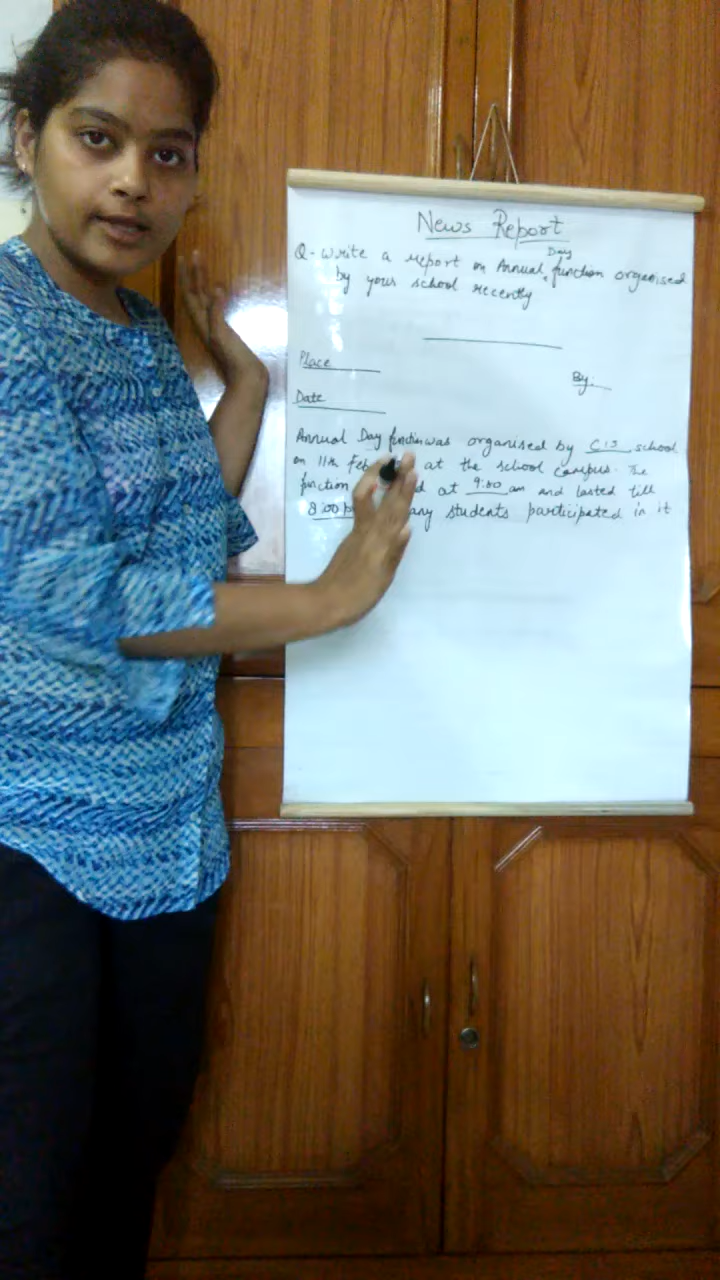 News Report
Q- Write a report on Annual Day function organised
by your school recently
Place
By:
Date
Annual Day function was organised by CIS school
on 11th Feb at the school campus. The
function d at 9:00 am and lasted till
8:00 p any students participated in it